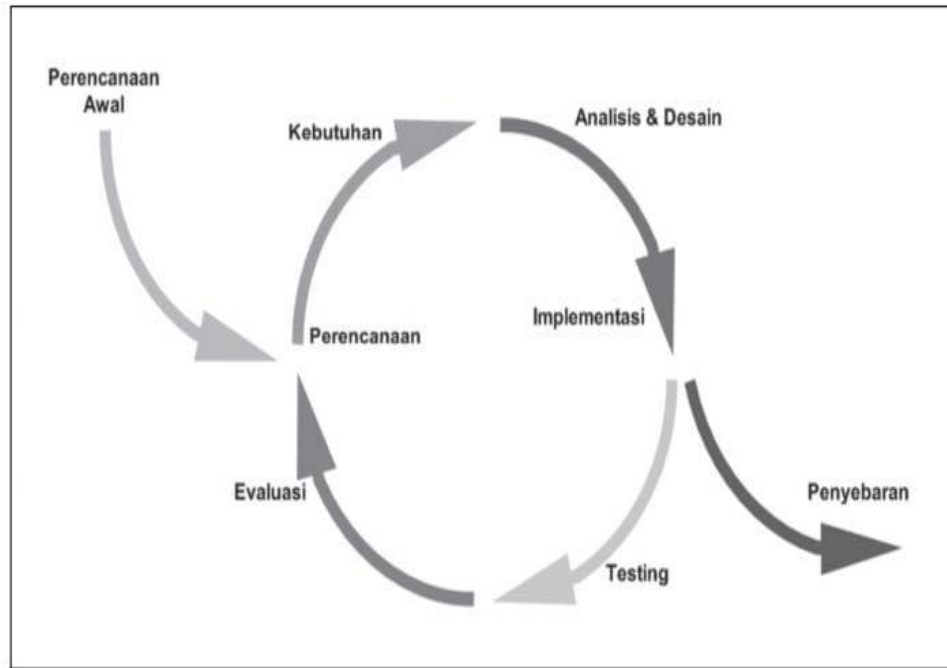 Perencanaan
Awal
Kebutuhan
Analisis & Desain
Implementasi
Perencanaan
Evaluasi
Penyebaran
Testing